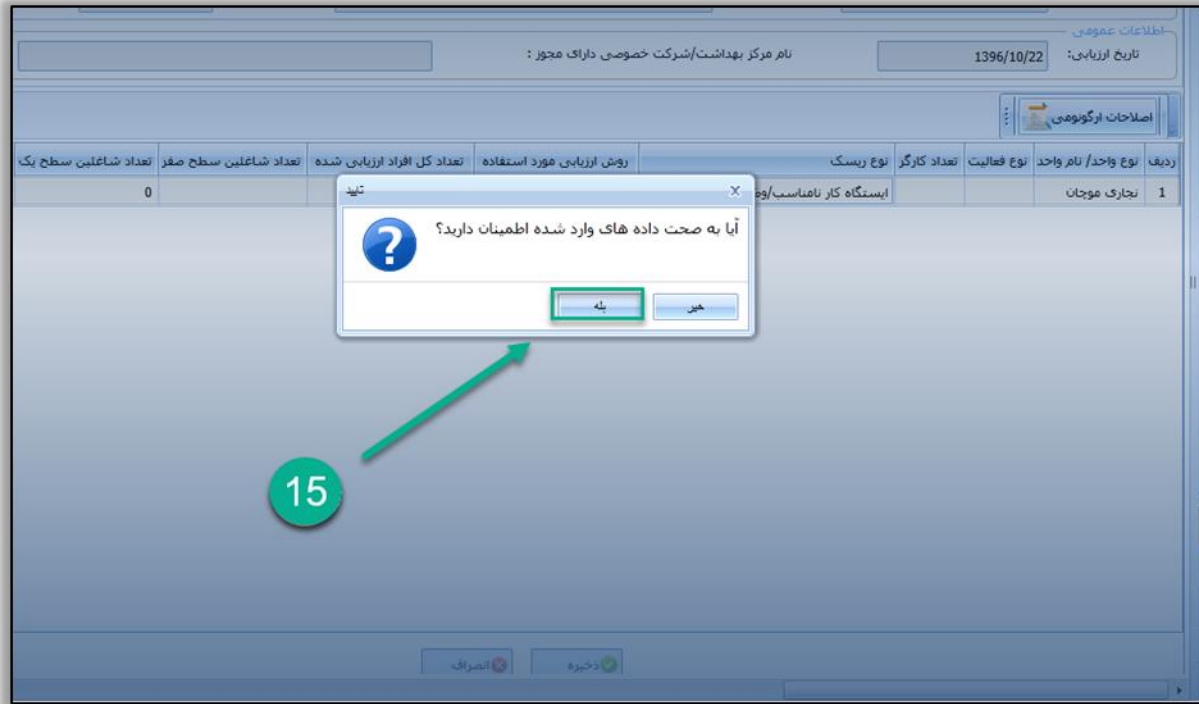 اطلاعات عمومی
تاریخ ارزیابی: 1396/10/22 نام مرکز بهداشت/شرکت خصوصی دارای مجوز :
اصلاحات ارگونومی
ردیف نوع واحد/ نام واحد نوع فعالیت تعداد کارگر نوع ریسک روش ارزیابی مورد استفاده تعداد کل افراد ارزیابی شده تعداد شاغلین سطح صفر تعداد شاغلین سطح یک
1 نجاری موجان ایستگاه کار نامناسب/وض 0
تایید
آیا به صحت داده های وارد شده اطمینان دارید؟
خیر بله
15
ذخیره انصراف